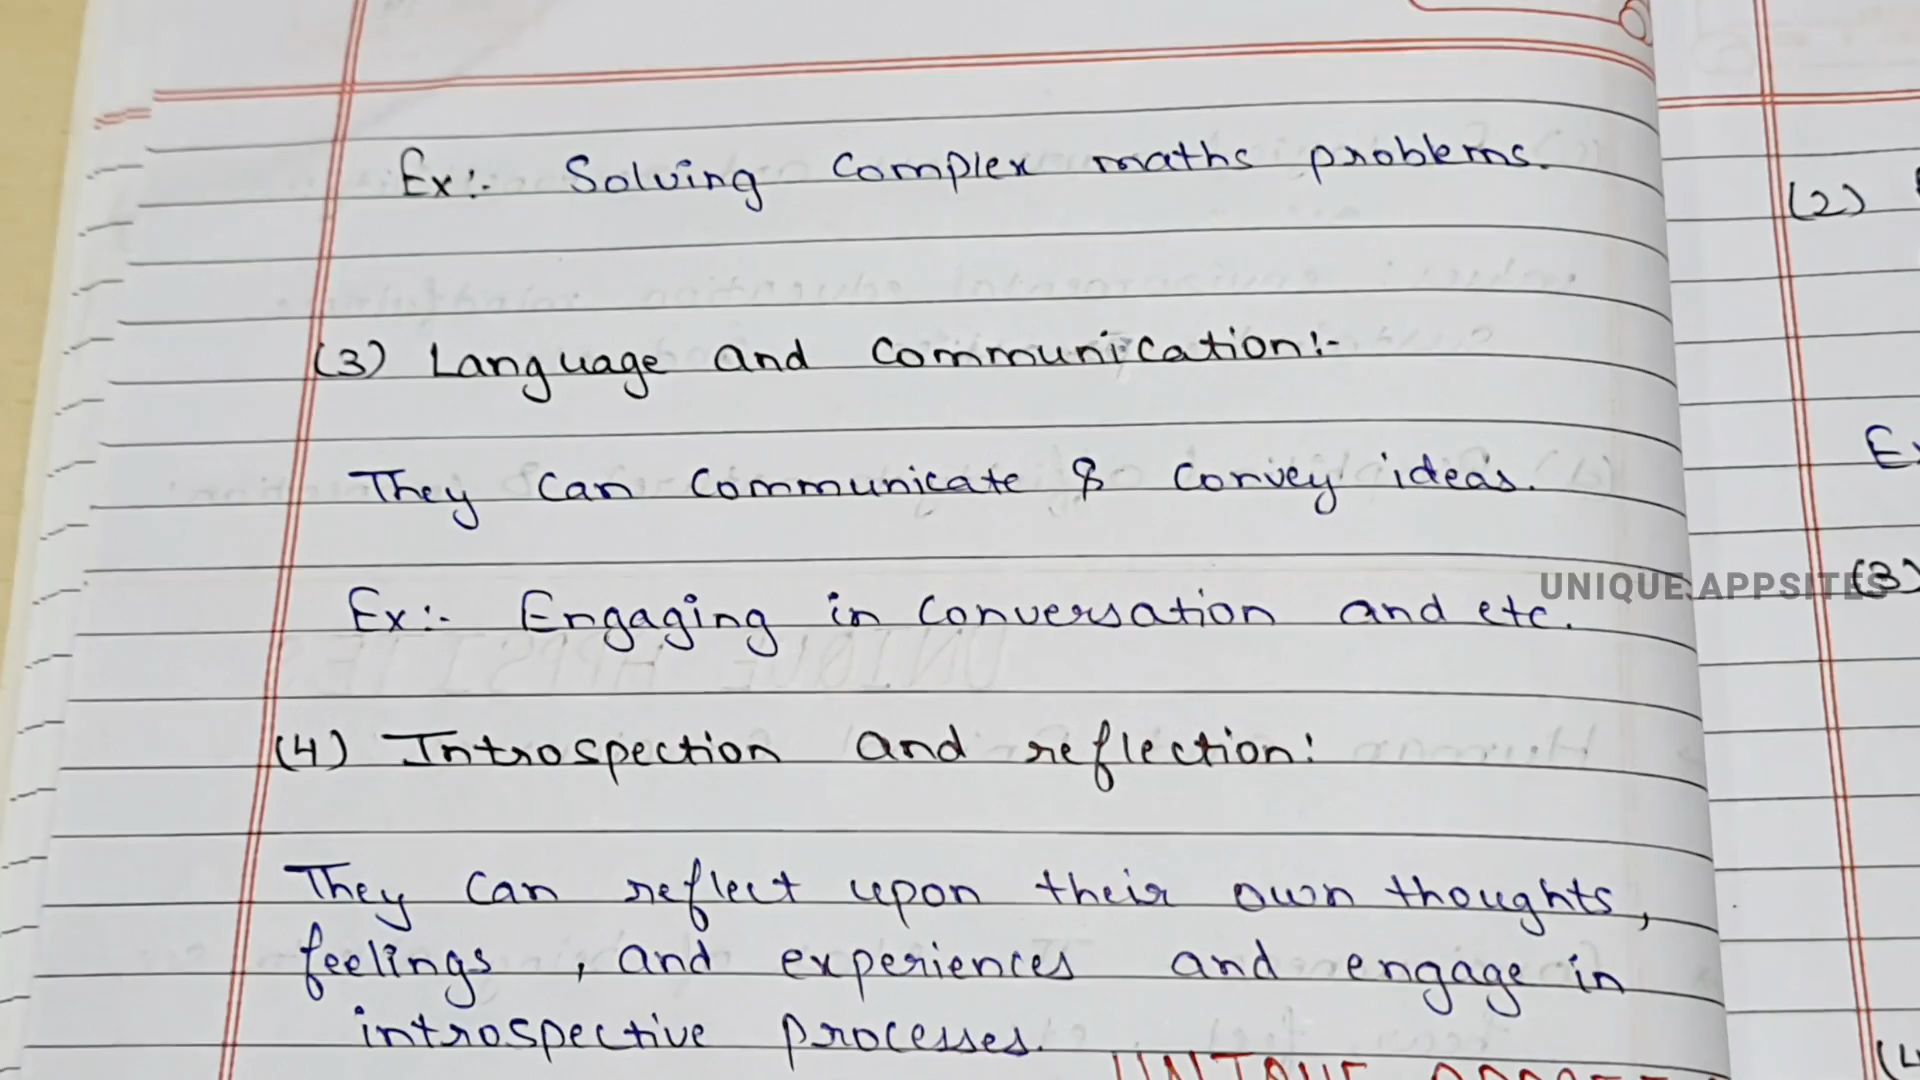 Ex:- Solving complex maths problems.
(3) Language and communication:-
They can communicate & convey ideas.
Ex:- Engaging in conversation and etc.
(4) Introspection and reflection:
They can reflect upon their own thoughts,
feelings, and experiences and engage in
introspective processes.
UNIQUE APPSITES
(2)
(3)